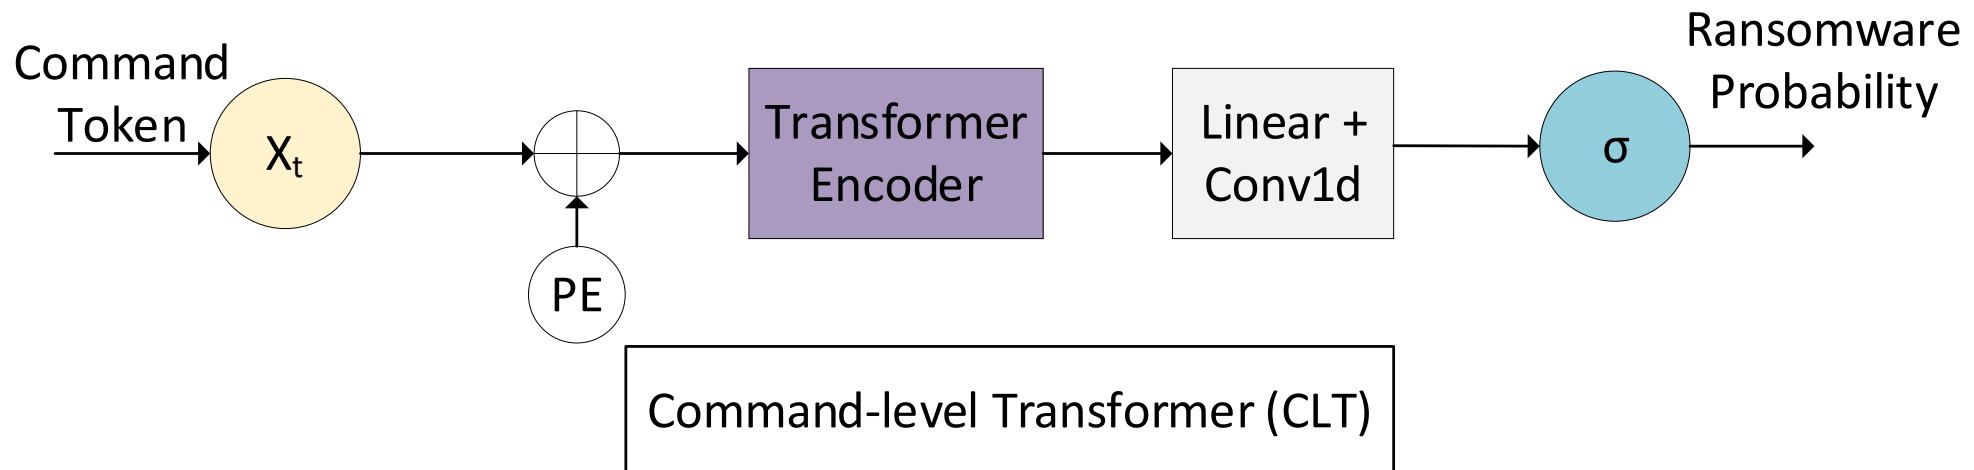 Command
Token
Xt
PE
Transformer
Encoder
Linear +
Conv1d
σ
Ransomware
Probability
Command-level Transformer (CLT)